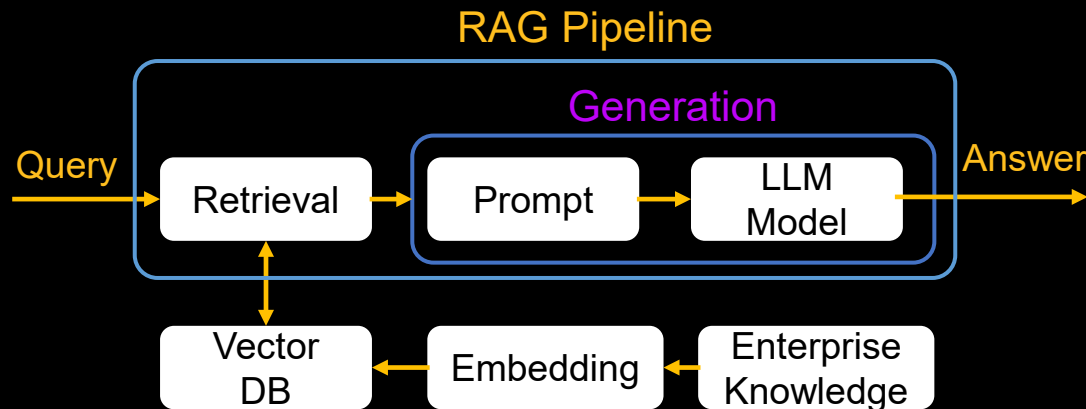 RAG Pipeline
Generation
Query
Retrieval
Prompt
LLM
Model
Answer
Vector
DB
Embedding
Enterprise
Knowledge